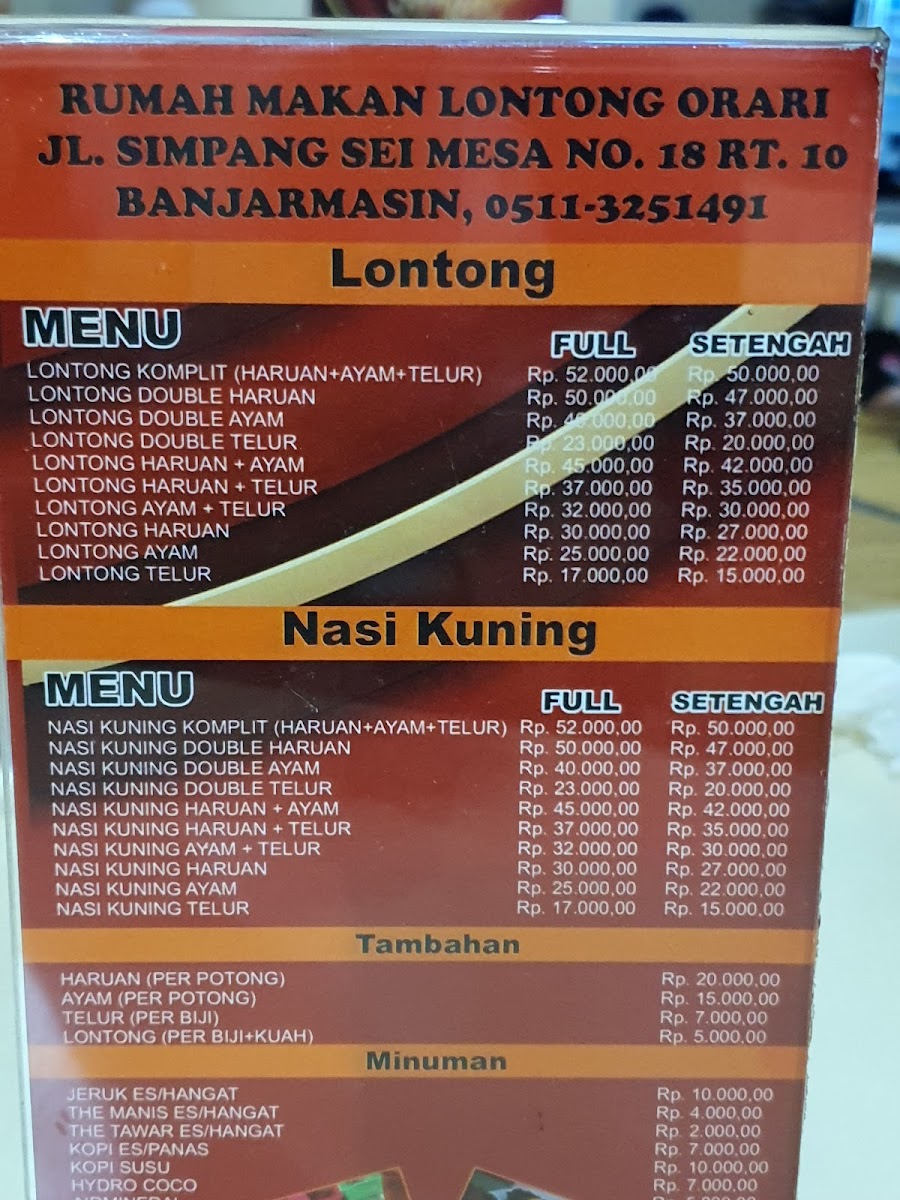 RUMAH MAKAN LONTONG ORARI
JL. SIMPANG SEI MESA NO. 18 RT. 10
BANJARMASIN, 0511-3251491
Lontong
MENU FULL SETENGAH
LONTONG KOMPLIT (HARUAN+AYAM+TELUR) Rp. 52.000,00 Rp. 50.000,00
LONTONG DOUBLE HARUAN Rp. 50.000,00 Rp. 47.000,00
LONTONG DOUBLE AYAM Rp. 40.000,00 Rp. 37.000,00
LONTONG DOUBLE TELUR Rp. 23.000,00 Rp. 20.000,00
LONTONG HARUAN + AYAM Rp. 45.000,00 Rp. 42.000,00
LONTONG HARUAN + TELUR Rp. 37.000,00 Rp. 35.000,00
LONTONG AYAM + TELUR Rp. 32.000,00 Rp. 30.000,00
LONTONG HARUAN Rp. 30.000,00 Rp. 27.000,00
LONTONG AYAM Rp. 25.000,00 Rp. 22.000,00
LONTONG TELUR Rp. 17.000,00 Rp. 15.000,00
Nasi Kuning
MENU FULL SETENGAH
NASI KUNING KOMPLIT (HARUAN+AYAM+TELUR) Rp. 52.000,00 Rp. 50.000,00
NASI KUNING DOUBLE HARUAN Rp. 50.000,00 Rp. 47.000,00
NASI KUNING DOUBLE AYAM Rp. 40.000,00 Rp. 37.000,00
NASI KUNING DOUBLE TELUR Rp. 23.000,00 Rp. 20.000,00
NASI KUNING HARUAN + AYAM Rp. 45.000,00 Rp. 42.000,00
NASI KUNING HARUAN + TELUR Rp. 37.000,00 Rp. 35.000,00
NASI KUNING AYAM + TELUR Rp. 32.000,00 Rp. 30.000,00
NASI KUNING HARUAN Rp. 30.000,00 Rp. 27.000,00
NASI KUNING AYAM Rp. 25.000,00 Rp. 22.000,00
NASI KUNING TELUR Rp. 17.000,00 Rp. 15.000,00
Tambahan
HARUAN (PER POTONG) Rp. 20.000,00
AYAM (PER POTONG) Rp. 15.000,00
TELUR (PER BIJI) Rp. 7.000,00
LONTONG (PER BIJI+KUAH) Rp. 5.000,00
Minuman
JERUK ES/HANGAT Rp. 10.000,00
THE MANIS ES/HANGAT Rp. 4.000,00
THE TAWAR ES/HANGAT Rp. 2.000,00
KOPI ES/PANAS Rp. 7.000,00
KOPI SUSU Rp. 10.000,00
HYDRO COCO Rp. 7.000,00